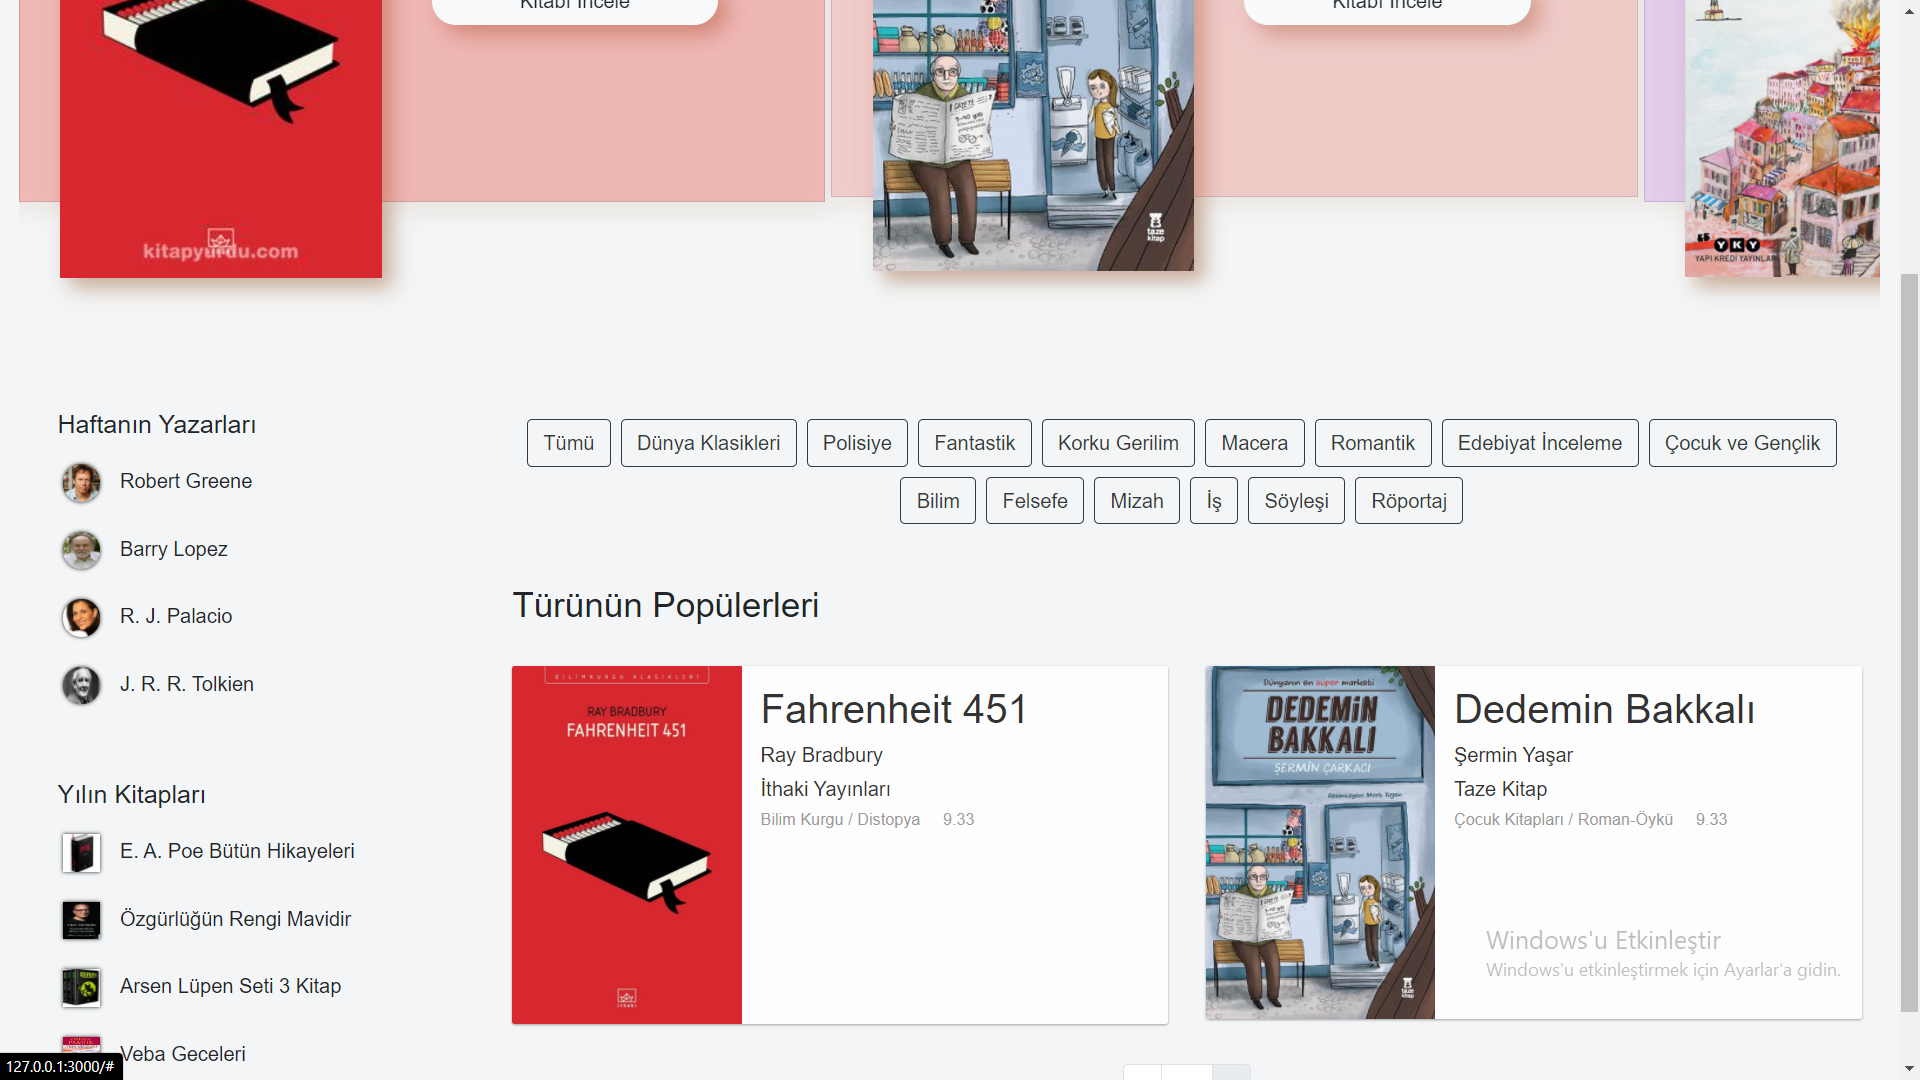 Kitabı İncele
Kitabı İncele
kitapyurdu.com
GAZETE
taze
kitap
YKY
YAPI KREDİ YAYINLARI
Haftanın Yazarları
Robert Greene
Barry Lopez
R. J. Palacio
J. R. R. Tolkien
Yılın Kitapları
E. A. Poe Bütün Hikayeleri
Özgürlüğün Rengi Mavidir
Arsen Lüpen Seti 3 Kitap
Veba Geceleri
Tümü
Dünya Klasikleri
Polisiye
Fantastik
Korku Gerilim
Macera
Romantik
Edebiyat İnceleme
Çocuk ve Gençlik
Bilim
Felsefe
Mizah
İş
Söyleşi
Röportaj
Türünün Popülerleri
BİLİMKURGU KLASİKLERİ
RAY BRADBURY
FAHRENHEIT 451
İTHAKİ
Fahrenheit 451
Ray Bradbury
İthaki Yayınları
Bilim Kurgu / Distopya 9.33
Dünyanın en süper marketi
DEDEMİN
BAKKALI
ŞERMİN ÇARKACI
Resimleyen: Mert Tugen
taze
kitap
Dedemin Bakkalı
Şermin Yaşar
Taze Kitap
Çocuk Kitapları / Roman-Öykü 9.33
Windows'u Etkinleştir
Windows'u etkinleştirmek için Ayarlar'a gidin.
127.0.0.1:3000/#